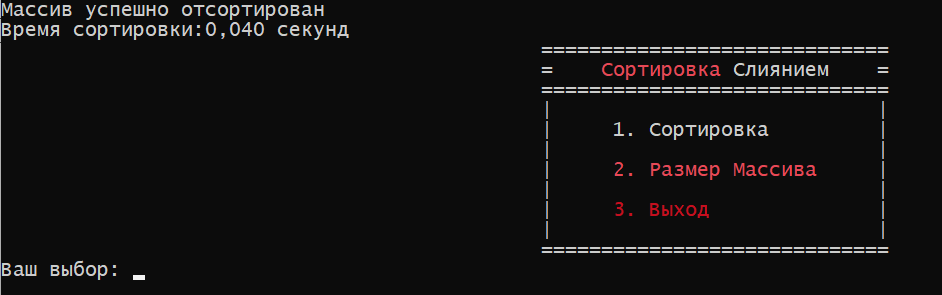 Массив успешно отсортирован
Время сортировки:0,040 секунд
=============================
=    Сортировка Слиянием    =
=============================
|                           |
|     1. Сортировка         |
|                           |
|     2. Размер Массива     |
|                           |
|     3. Выход              |
|                           |
=============================
Ваш выбор: _